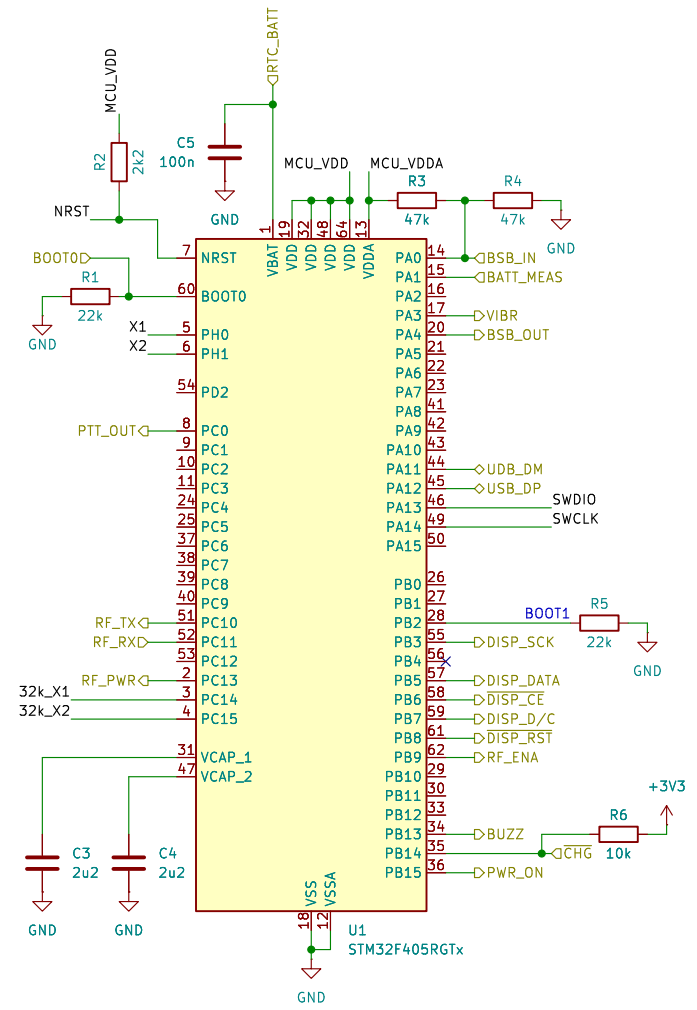 RTC_BATT
MCU_VDD
C5
100n
GND
R2
2k2
MCU_VDD
MCU_VDDA
R3
47k
R4
47k
GND
NRST
1
19
32
48
64
13
VBAT
VDD
VDD
VDD
VDD
VDDA
7 NRST
BOOT0
60 BOOT0
R1
22k
GND
X1
5 PH0
X2
6 PH1
54 PD2
PTT_OUT 8 PC0
9 PC1
10 PC2
11 PC3
24 PC4
25 PC5
37 PC6
38 PC7
39 PC8
40 PC9
RF_TX 51 PC10
RF_RX 52 PC11
53 PC12
RF_PWR 2 PC13
32k_X1 3 PC14
32k_X2 4 PC15
31 VCAP_1
47 VCAP_2
C3
2u2
GND
C4
2u2
GND
PA0 14 BSB_IN
PA1 15 BATT_MEAS
PA2 16
PA3 17 VIBR
PA4 20 BSB_OUT
PA5 21
PA6 22
PA7 23
PA8 41
PA9 42
PA10 43
PA11 44 UDB_DM
PA12 45 USB_DP
PA13 46 SWDIO
PA14 49 SWCLK
PA15 50
PB0 26
PB1 27
PB2 28 BOOT1
R5
22k
GND
PB3 55 DISP_SCK
PB4 56
PB5 57 DISP_DATA
PB6 58 DISP_CE
PB7 59 DISP_D/C
PB8 61 DISP_RST
PB9 62 RF_ENA
PB10 29
PB11 30
PB12 33
PB13 34 BUZZ
PB14 35 CHG
PB15 36 PWR_ON
+3V3
R6
10k
VSS
VSSA
18
12
U1
STM32F405RGTx
GND